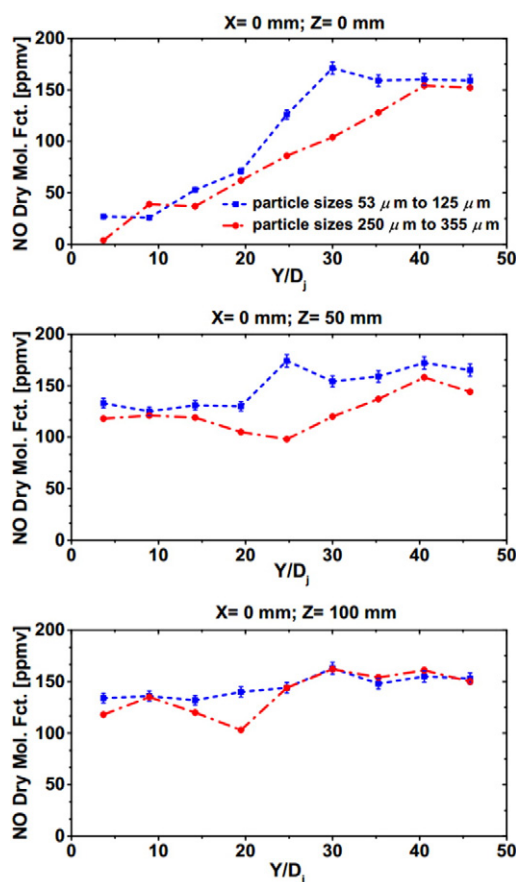 X= 0 mm; Z= 0 mm
NO Dry Mol. Fct. [ppmv]
200
150
100
50
0
particle sizes 53 μm to 125 μm
particle sizes 250 μm to 355 μm
0 10 20 30 40 50
Y/Dj
X= 0 mm; Z= 50 mm
NO Dry Mol. Fct. [ppmv]
200
150
100
50
0
0 10 20 30 40 50
Y/Dj
X= 0 mm; Z= 100 mm
NO Dry Mol. Fct. [ppmv]
200
150
100
50
0
0 10 20 30 40 50
Y/Dj